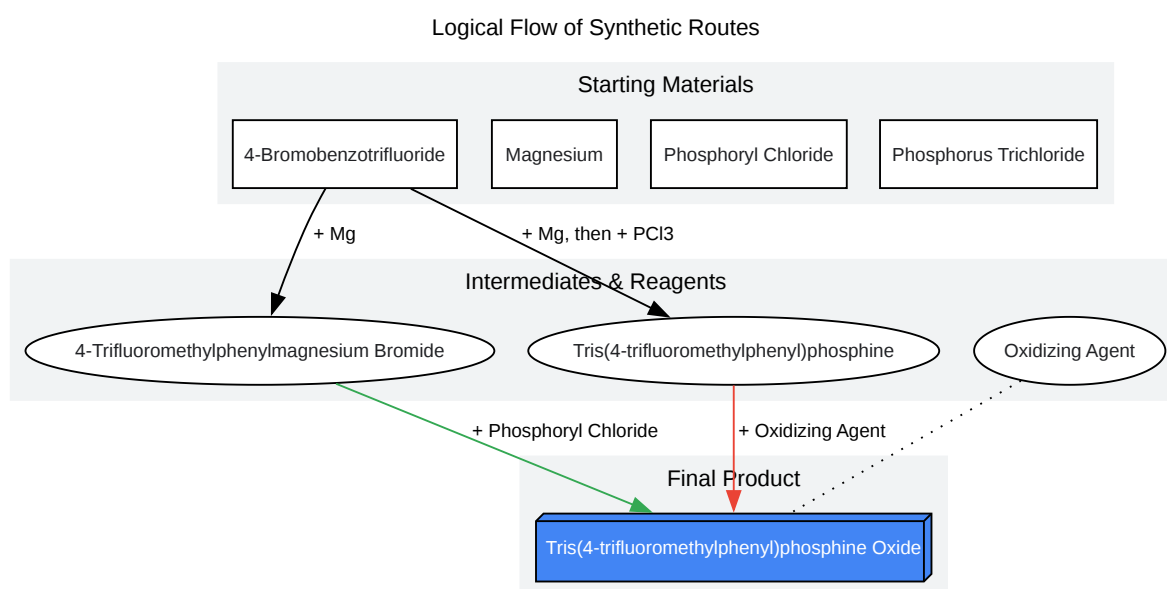 Logical Flow of Synthetic Routes
Starting Materials
4-Bromobenzotrifluoride
Magnesium
Phosphoryl Chloride
Phosphorus Trichloride
+ Mg
+ Mg, then + PCl3
Intermediates & Reagents
4-Trifluoromethylphenylmagnesium Bromide
Tris(4-trifluoromethylphenyl)phosphine
Oxidizing Agent
+ Phosphoryl Chloride
+ Oxidizing Agent
Final Product
Tris(4-trifluoromethylphenyl)phosphine Oxide